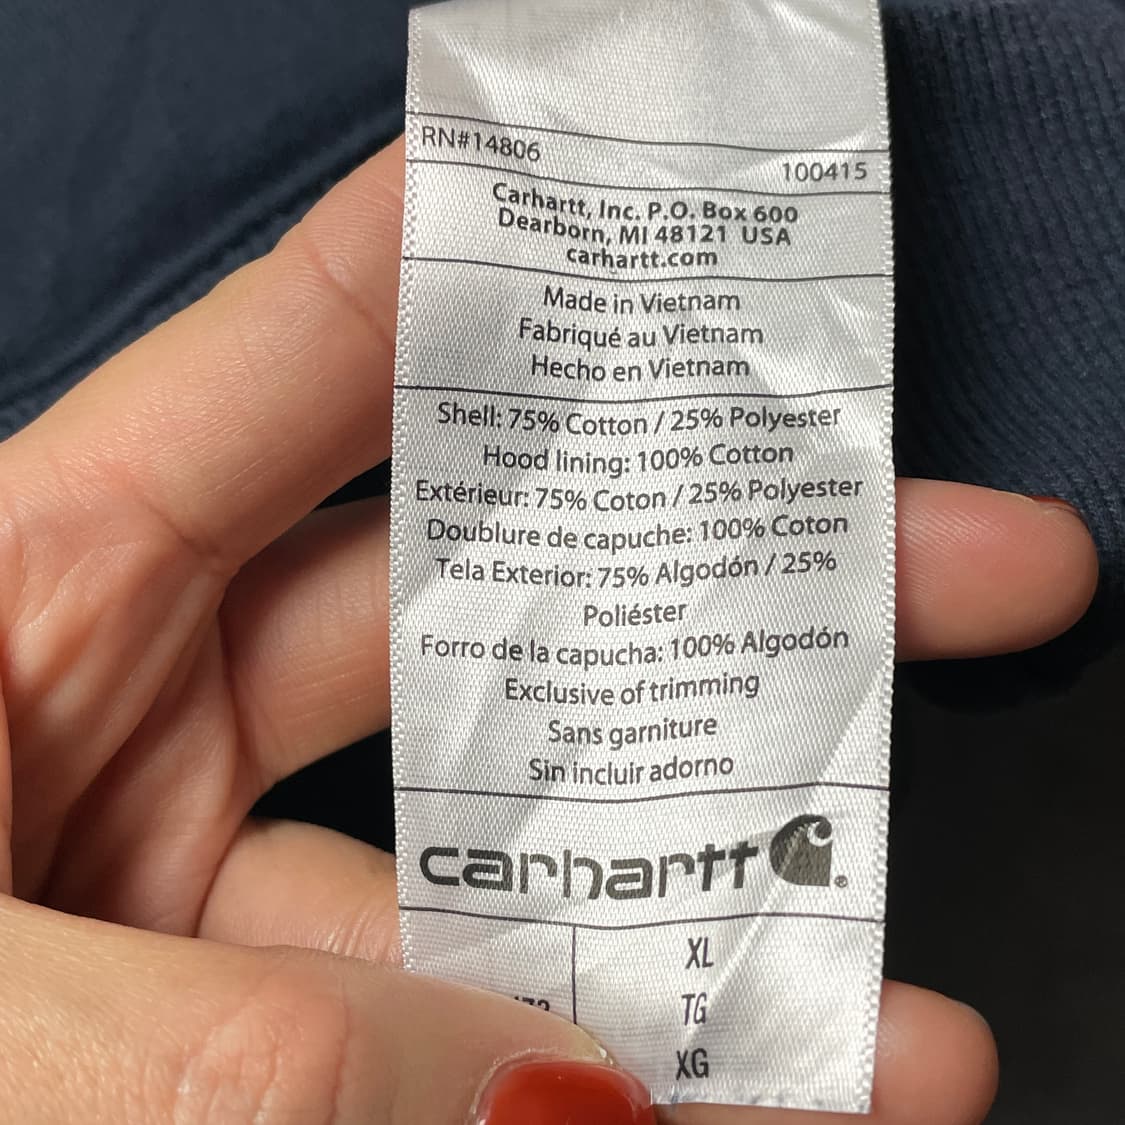 RN#14806
100415
Carhartt, Inc. P.O. Box 600
Dearborn, MI 48121 USA
carhartt.com
Made in Vietnam
Fabriqué au Vietnam
Hecho en Vietnam
Shell: 75% Cotton / 25% Polyester
Hood lining: 100% Cotton
Extérieur: 75% Coton / 25% Polyester
Doublure de capuche: 100% Coton
Tela Exterior: 75% Algodón / 25%
Poliéster
Forro de la capucha: 100% Algodón
Exclusive of trimming
Sans garniture
Sin incluir adorno
carhartt ®
XL
TG
XG